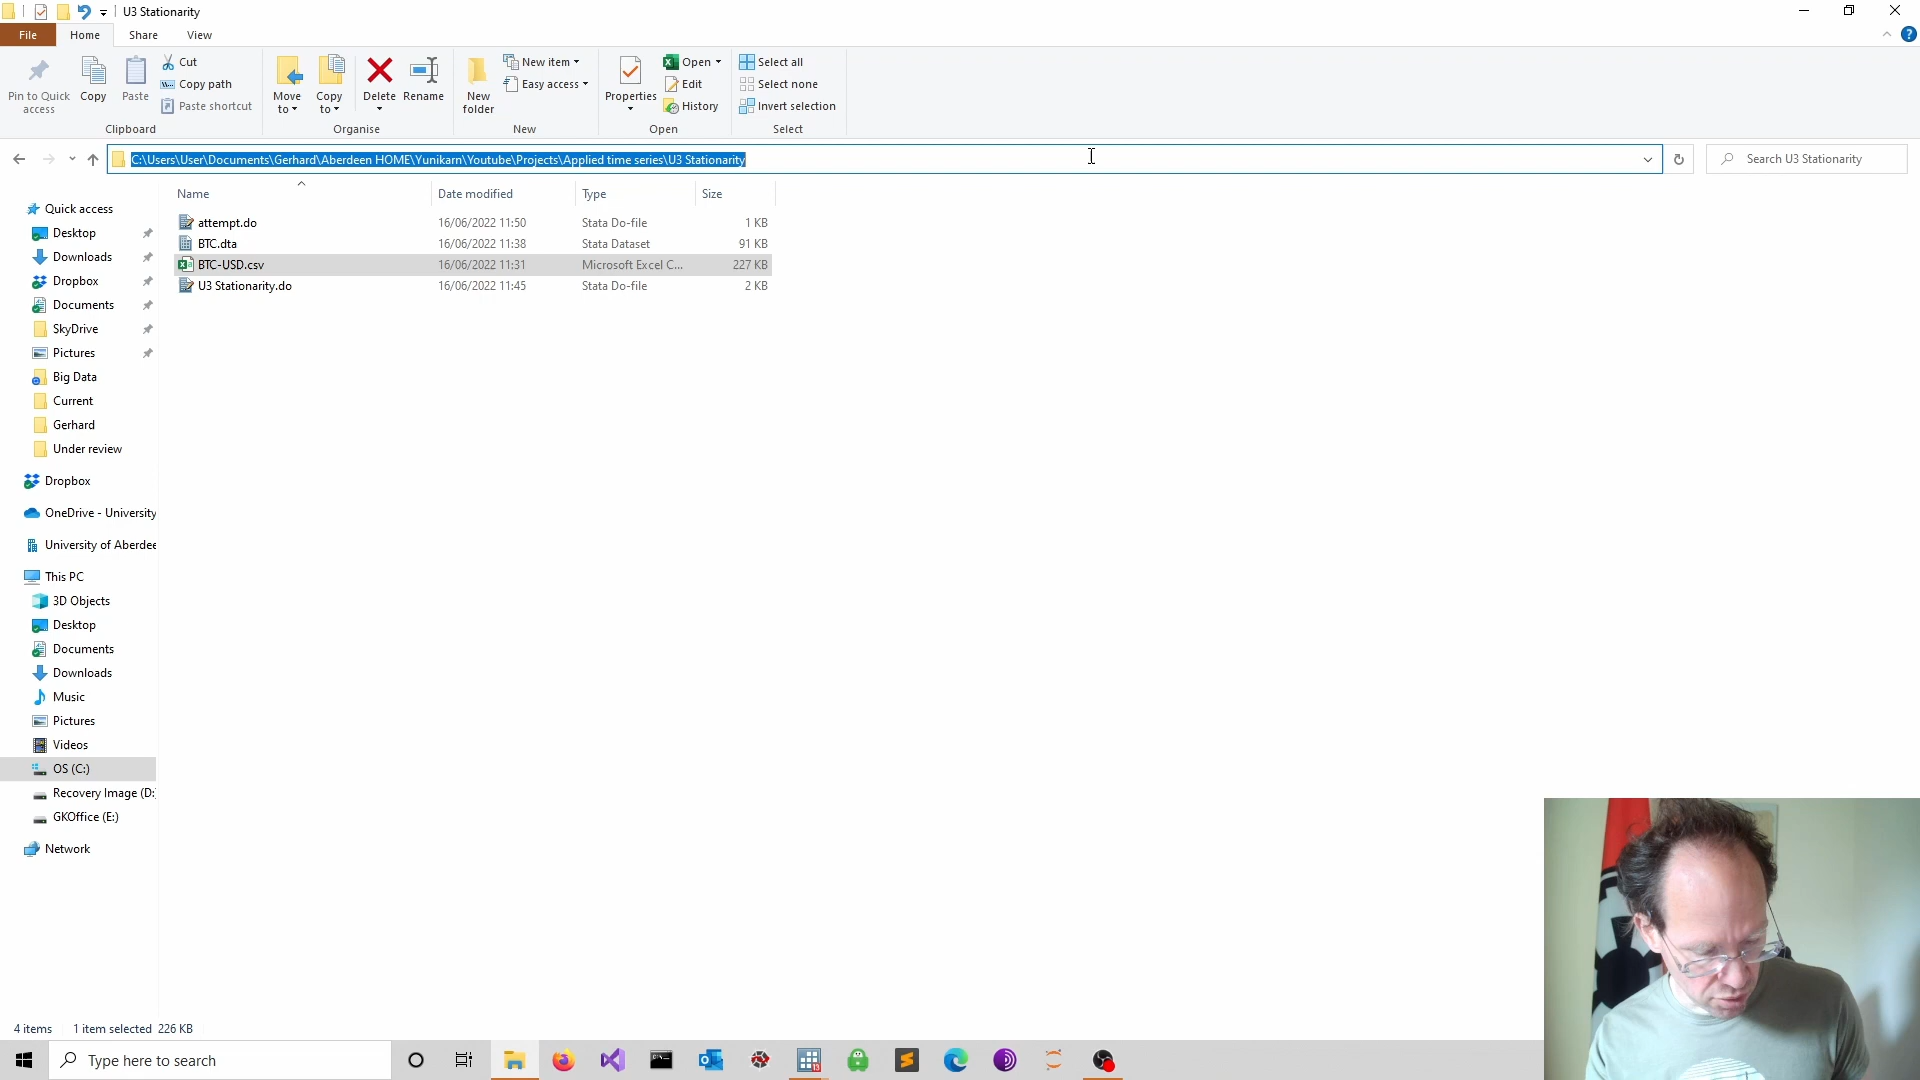 U3 Stationarity
File Home Share View
Pin to Quick access
Copy
Paste
Cut
Copy path
Paste shortcut
Clipboard
Move to
Copy to
Delete
Rename
Organise
New folder
New item
Easy access
New
Properties
Open
Edit
History
Open
Select all
Select none
Invert selection
Select
C:\Users\User\Documents\Gerhard\Aberdeen HOME\Yunikarn\Youtube\Projects\Applied time series\U3 Stationarity
Search U3 Stationarity
Name Date modified Type Size
attempt.do 16/06/2022 11:50 Stata Do-file 1 KB
BTC.dta 16/06/2022 11:38 Stata Dataset 91 KB
BTC-USD.csv 16/06/2022 11:31 Microsoft Excel C... 227 KB
U3 Stationarity.do 16/06/2022 11:45 Stata Do-file 2 KB
Quick access
Desktop
Downloads
Dropbox
Documents
SkyDrive
Pictures
Big Data
Current
Gerhard
Under review
Dropbox
OneDrive - University
University of Aberdee
This PC
3D Objects
Desktop
Documents
Downloads
Music
Pictures
Videos
OS (C:)
Recovery Image (D:)
GKOffice (E:)
Network
4 items 1 item selected 226 KB
Type here to search